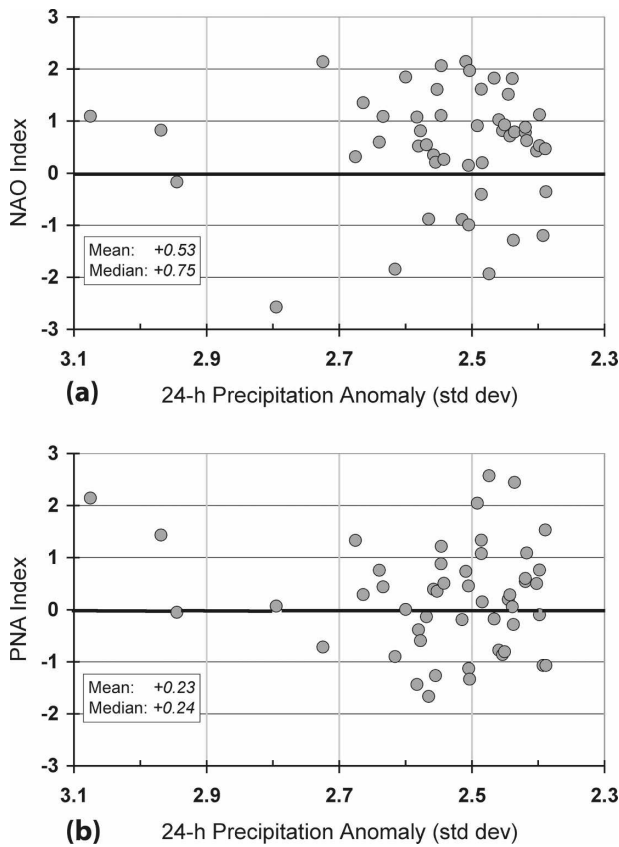 3
2
1
0
-1
-2
-3
NAO Index
Mean: +0.53
Median: +0.75
3.1 2.9 2.7 2.5 2.3
(a) 24-h Precipitation Anomaly (std dev)
3
2
1
0
-1
-2
-3
PNA Index
Mean: +0.23
Median: +0.24
3.1 2.9 2.7 2.5 2.3
(b) 24-h Precipitation Anomaly (std dev)